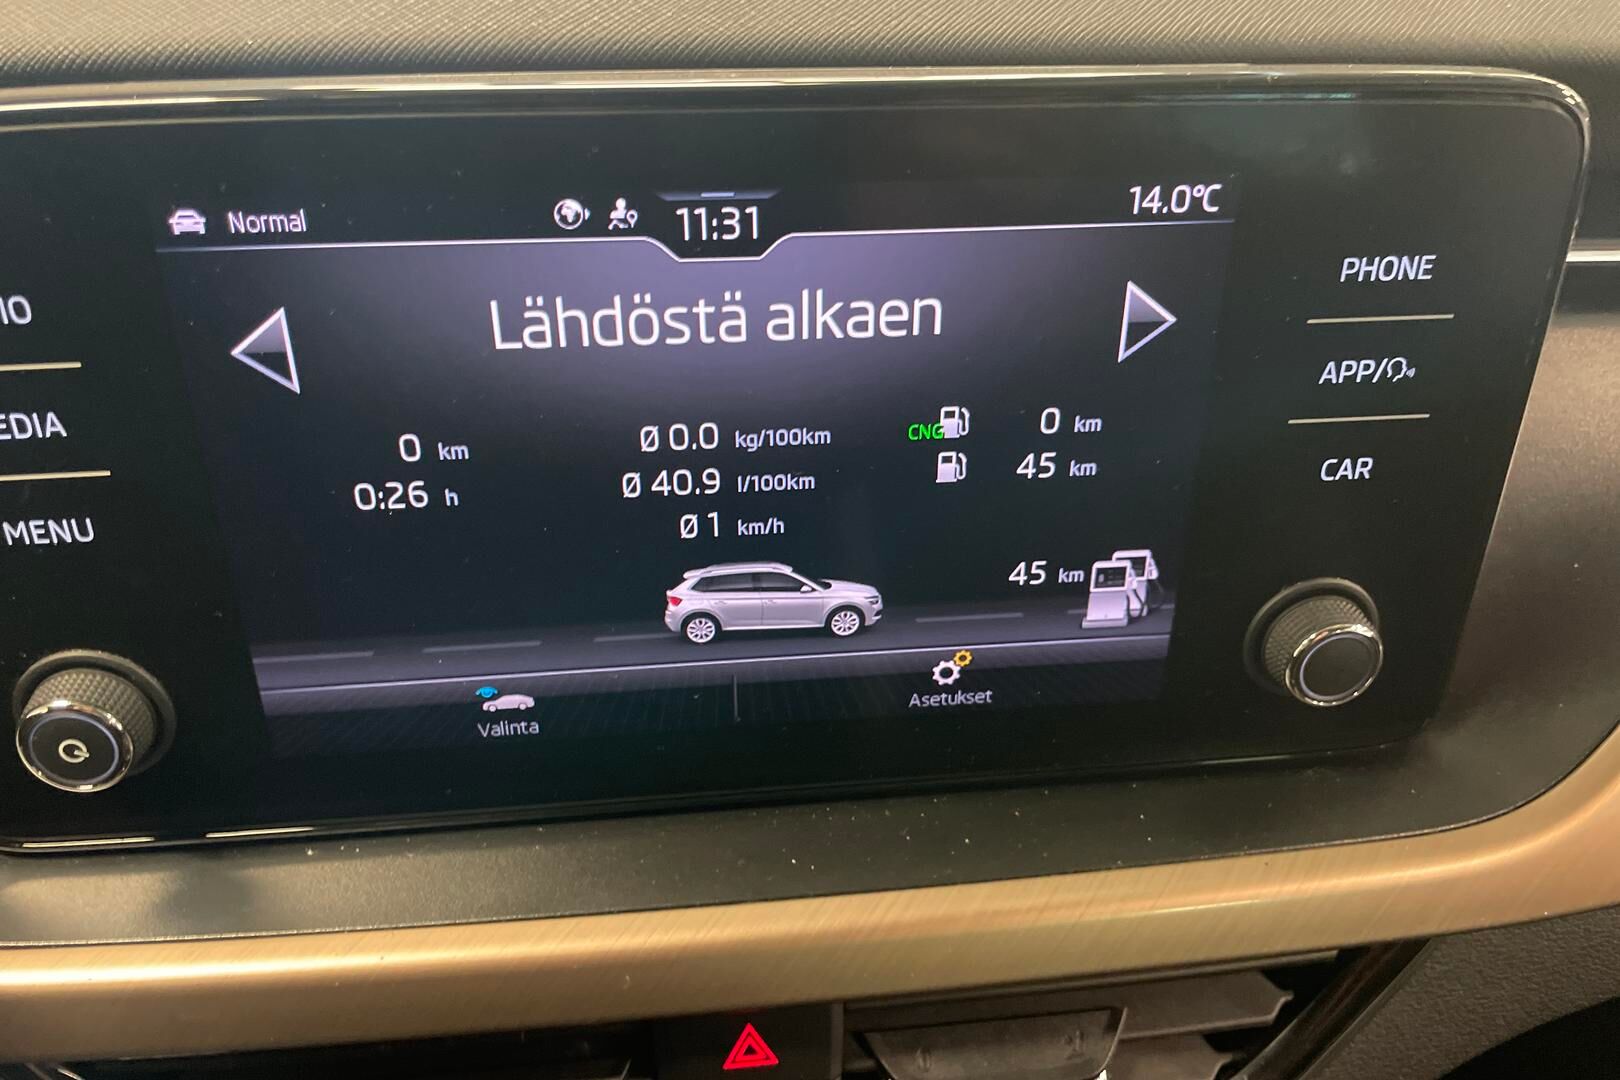 Normal
11:31
14.0°C
Lähdöstä alkaen
0 km
0:26 h
Ø 0.0 kg/100km
Ø 40.9 l/100km
Ø 1 km/h
CNG 0 km
45 km
45 km
Valinta
Asetukset
IO
EDIA
MENU
PHONE
APP/
CAR